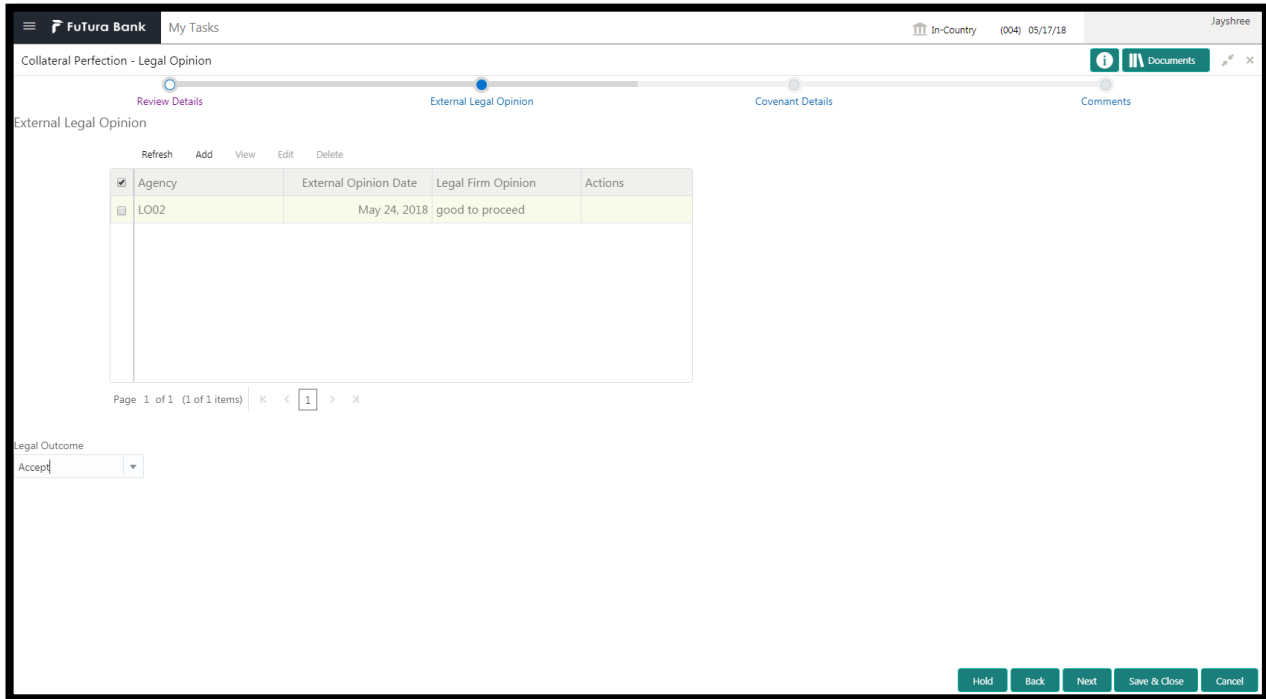 FuTura Bank My Tasks In-Country (004) 05/17/18 Jayshree
Collateral Perfection - Legal Opinion Documents
Review Details External Legal Opinion Covenant Details Comments
External Legal Opinion
Refresh Add View Edit Delete
Agency External Opinion Date Legal Firm Opinion Actions
LO02 May 24, 2018 good to proceed
Page 1 of 1 (1 of 1 items) 1
Legal Outcome
Accept
Hold Back Next Save & Close Cancel